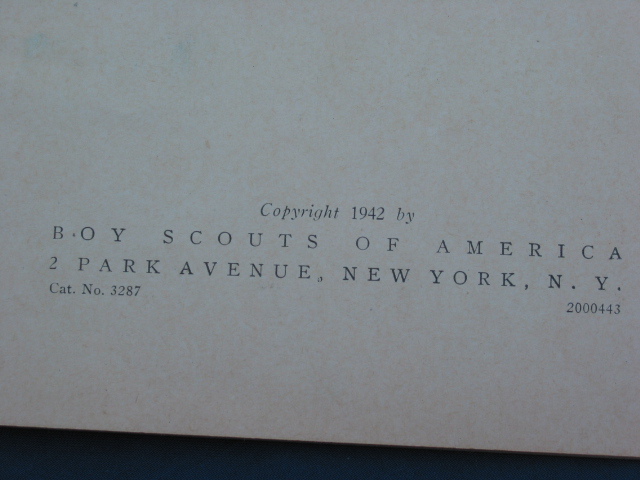 Copyright 1942 by
BOY SCOUTS OF AMERICA
2 PARK AVENUE, NEW YORK, N. Y.
Cat. No. 3287
2000443